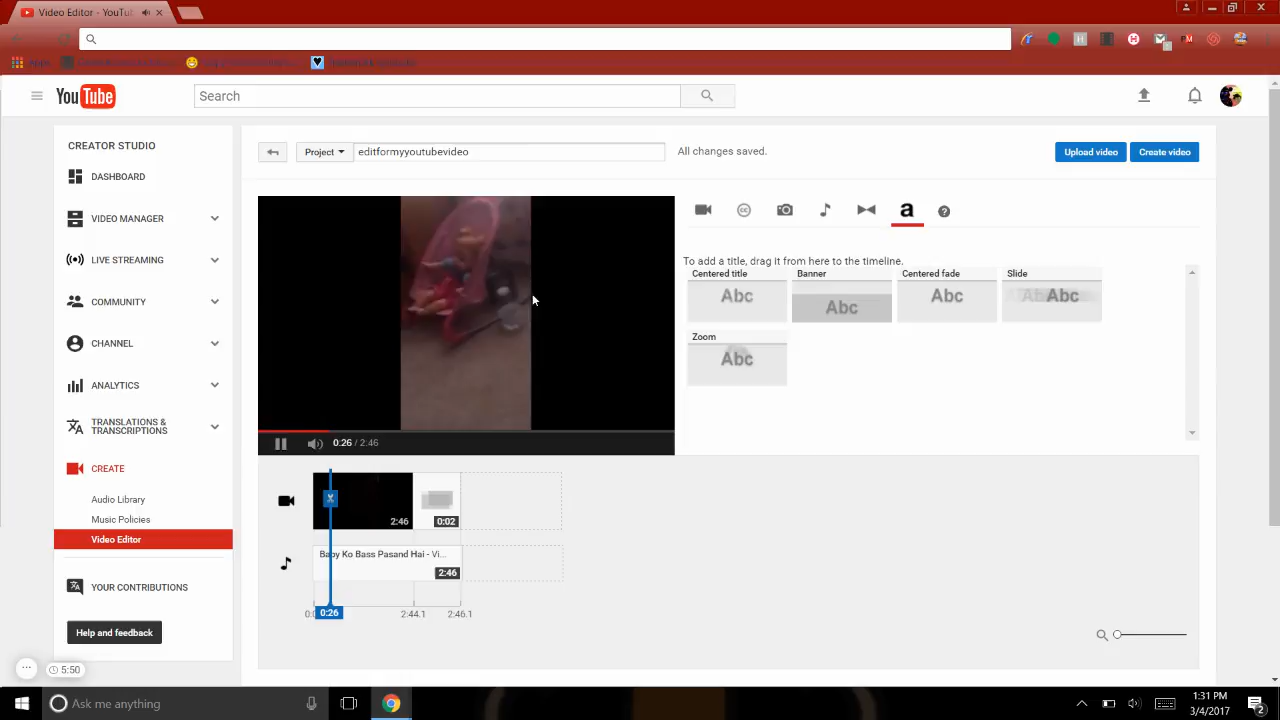 Video Editor - YouTu
Apps
YouTube
Search
CREATOR STUDIO
DASHBOARD
VIDEO MANAGER
LIVE STREAMING
COMMUNITY
CHANNEL
ANALYTICS
TRANSLATIONS &
TRANSCRIPTIONS
CREATE
Audio Library
Music Policies
Video Editor
YOUR CONTRIBUTIONS
Help and feedback
5:50
Project
editformyyoutubevideo
All changes saved.
Upload video
Create video
cc
a
?
To add a title, drag it from here to the timeline.
Centered title
Abc
Banner
Abc
Centered fade
Abc
Slide
Abc
Zoom
Abc
0:26 / 2:46
2:46
0:02
Baby Ko Bass Pasand Hai - Vi...
2:46
0:26
2:44.1
2:46.1
Ask me anything
1:31 PM
3/4/2017
2